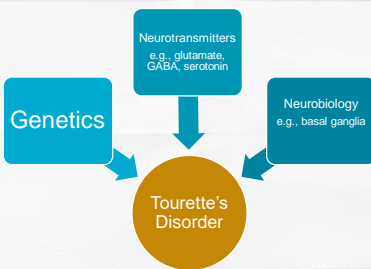 Neurotransmitters
e.g., glutamate,
GABA, serotonin
Genetics
Neurobiology
e.g., basal ganglia
Tourette's
Disorder